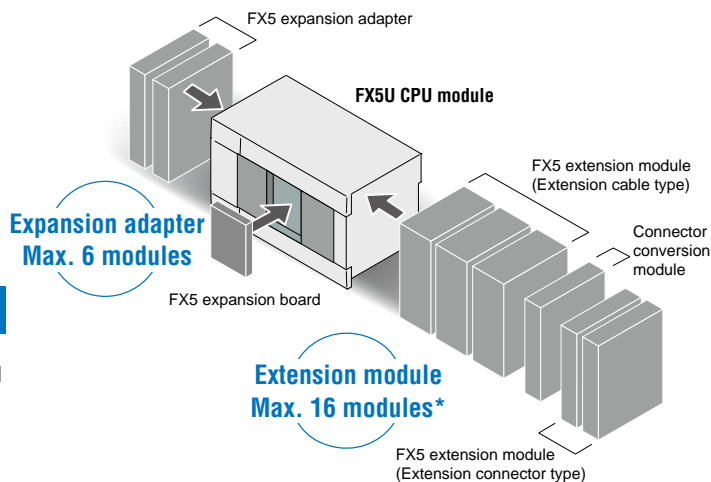 FX5 expansion adapter
FX5U CPU module
FX5 extension module
(Extension cable type)
Connector
conversion
module
Expansion adapter
Max. 6 modules
FX5 expansion board
Extension module
Max. 16 modules*
FX5 extension module
(Extension connector type)